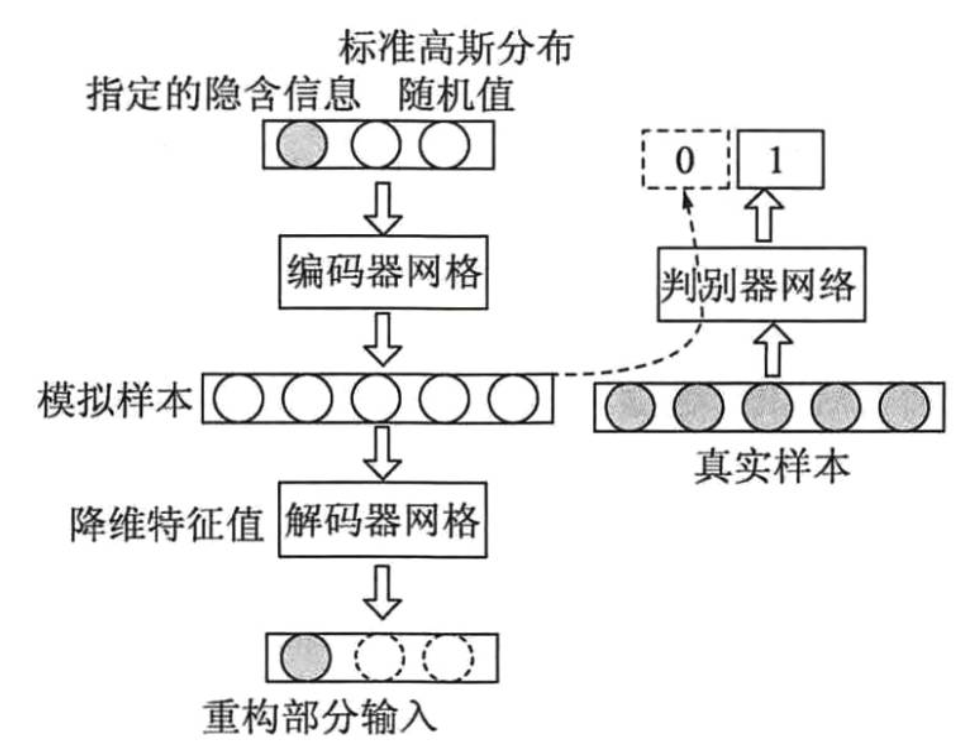 标准高斯分布
指定的隐含信息 随机值
0 1
编码器网格
判别器网络
模拟样本
真实样本
降维特征值
解码器网格
重构部分输入